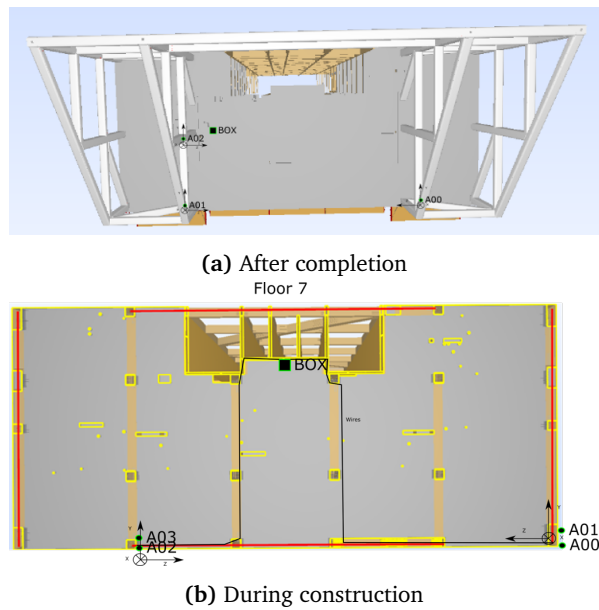 BOX
A02
A01
A00
(a) After completion
Floor 7
BOX
Wires
A03
A02
Y
X
Z
Y
Z
X
A01
A00
(b) During construction